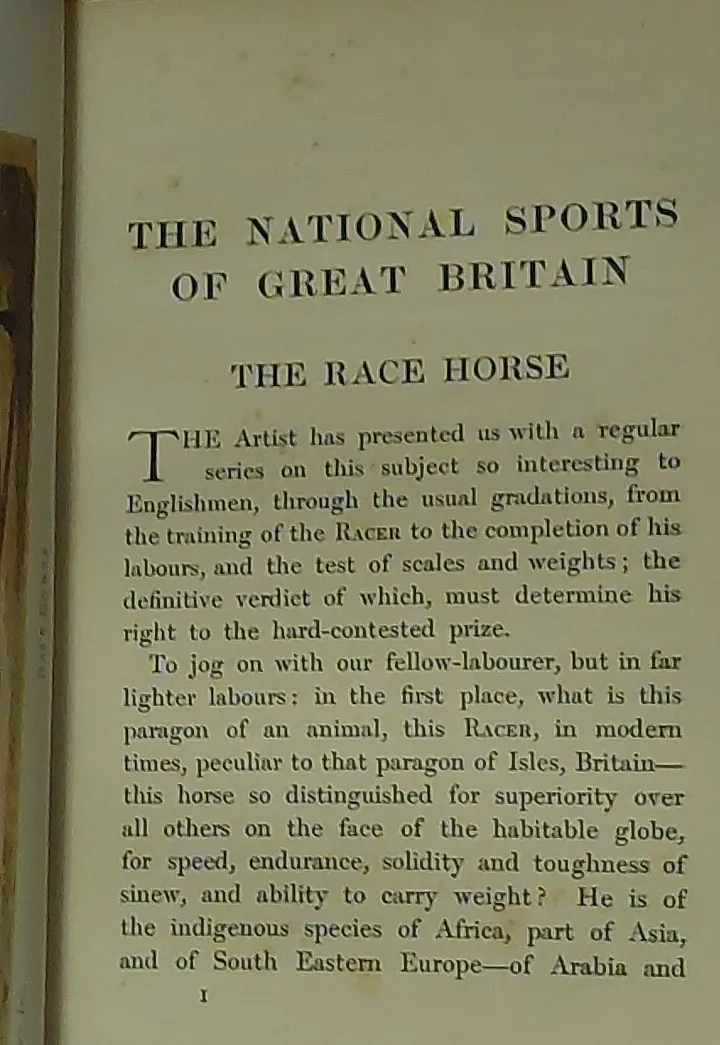 THE NATIONAL SPORTS
OF GREAT BRITAIN
THE RACE HORSE
THE Artist has presented us with a regular
series on this subject so interesting to
Englishmen, through the usual gradations, from
the training of the RACER to the completion of his
labours, and the test of scales and weights; the
definitive verdict of which, must determine his
right to the hard-contested prize.
To jog on with our fellow-labourer, but in far
lighter labours: in the first place, what is this
paragon of an animal, this RACER, in modern
times, peculiar to that paragon of Isles, Britain—
this horse so distinguished for superiority over
all others on the face of the habitable globe,
for speed, endurance, solidity and toughness of
sinew, and ability to carry weight? He is of
the indigenous species of Africa, part of Asia,
and of South Eastern Europe—of Arabia and
I